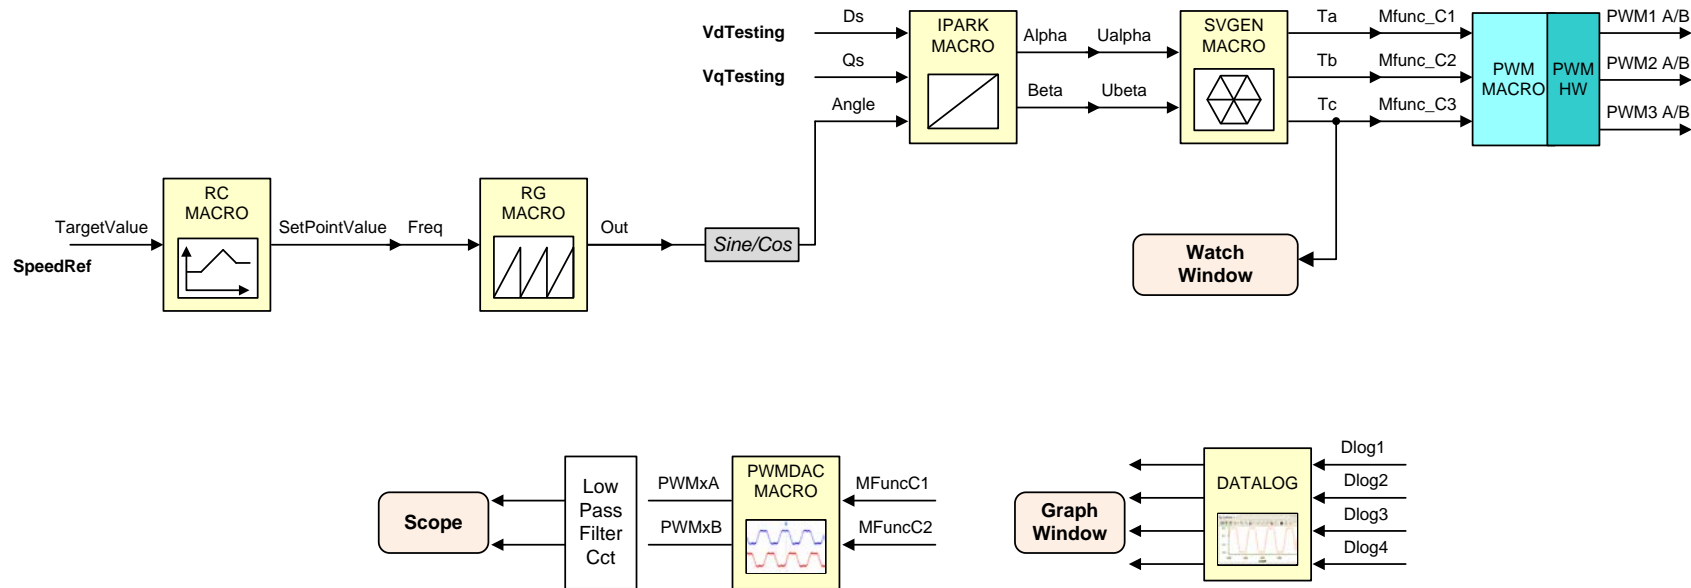 VdTesting
Ds
IPARK
MACRO
Alpha
Ualpha
SVGEN
MACRO
Ta
Mfunc_C1
PWM
MACRO
PWM
HW
PWM1 A/B
VqTesting
Qs
Tb
Mfunc_C2
PWM2 A/B
Angle
Beta
Ubeta
Tc
Mfunc_C3
PWM3 A/B
TargetValue
SpeedRef
RC
MACRO
SetPointValue
Freq
RG
MACRO
Out
Sine/Cos
Watch
Window
Scope
Low
Pass
Filter
Cct
PWMxA
PWMxB
PWMDAC
MACRO
MFuncC1
MFuncC2
Graph
Window
DATALOG
Dlog1
Dlog2
Dlog3
Dlog4